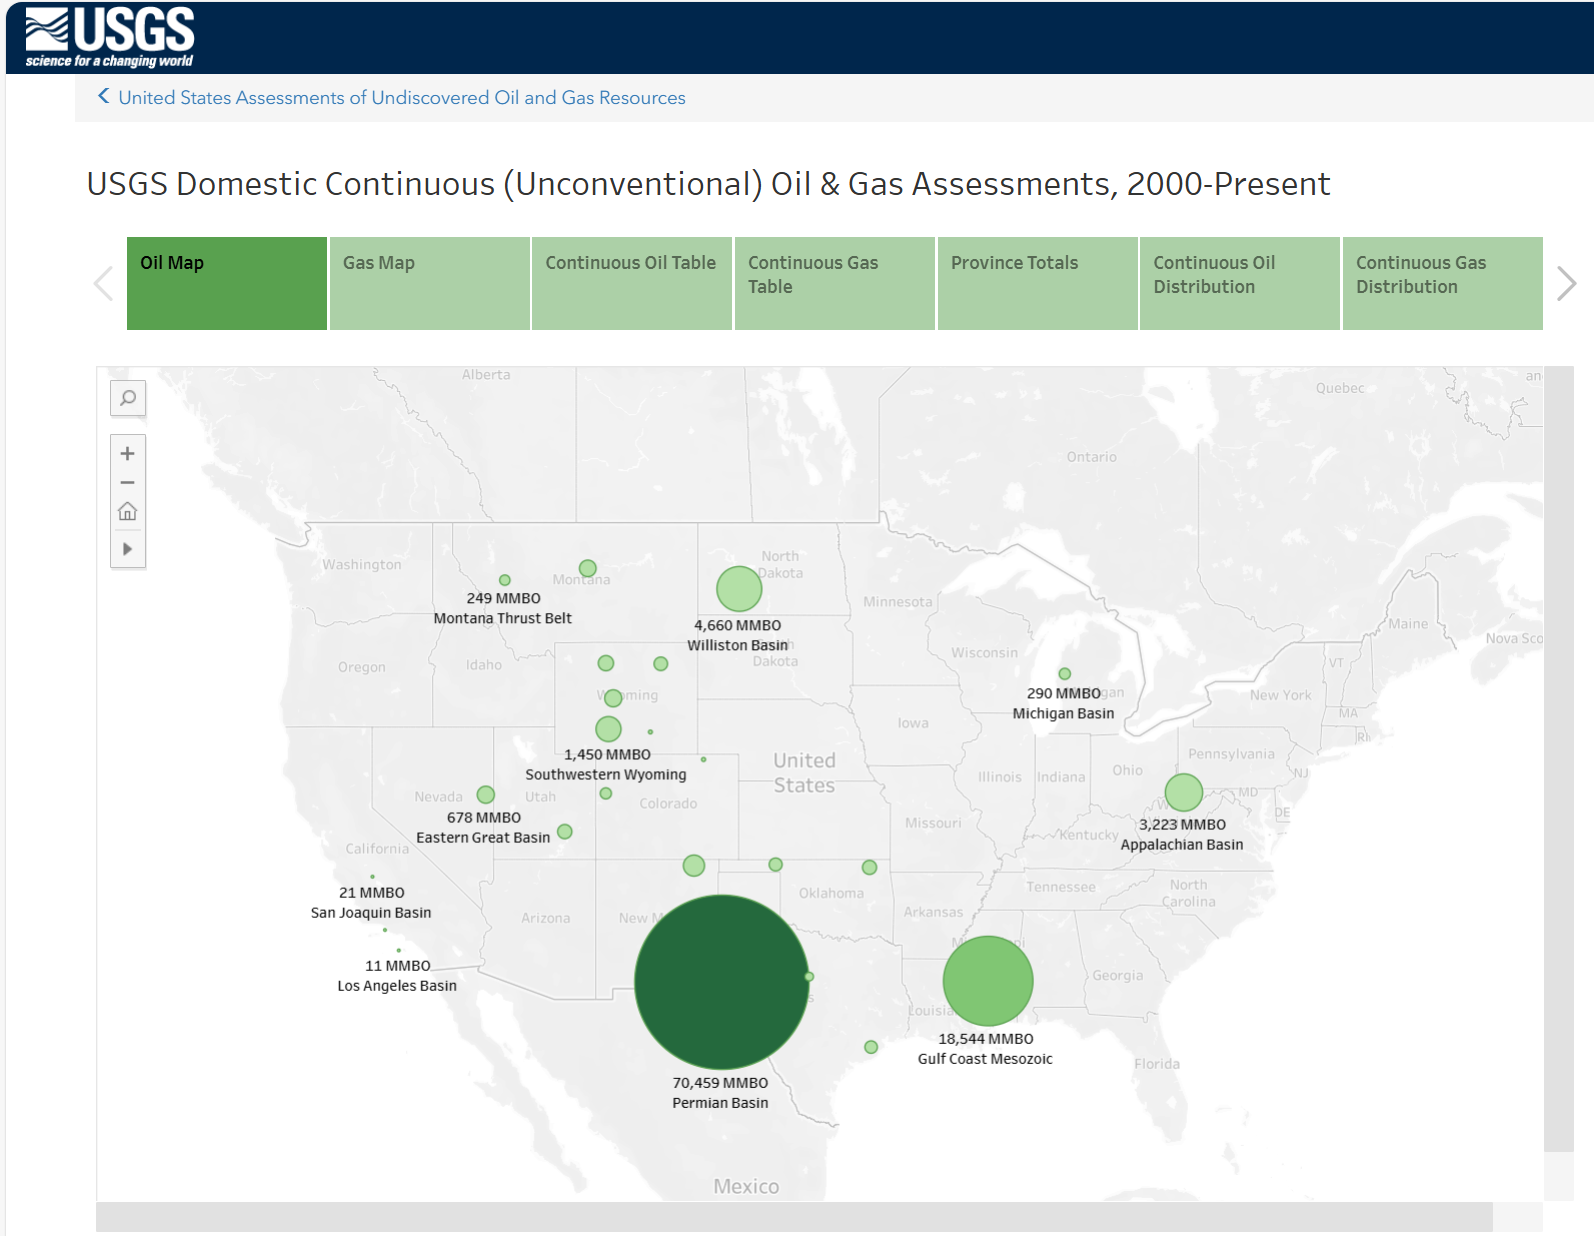 USGS
science for a changing world
United States Assessments of Undiscovered Oil and Gas Resources
USGS Domestic Continuous (Unconventional) Oil & Gas Assessments, 2000-Present
Oil Map
Gas Map
Continuous Oil Table
Continuous Gas
Table
Province Totals
Continuous Oil
Distribution
Continuous Gas
Distribution
Alberta
Quebec
Ontario
Washington
Montana
North
Dakota
249 MMBO
Montana Thrust Belt
4,660 MMBO
Williston Basin
Dakota
Minnesota
Maine
Nova Sco
Oregon
Idaho
Wisconsin
VT
290 MMBO
Michigan Basin
New York
MA
RI
Iowa
1,450 MMBO
Southwestern Wyoming
United
States
Pennsylvania
NJ
Illinois
Indiana
Ohio
MD
DE
Nevada
Utah
Colorado
678 MMBO
Eastern Great Basin
Missouri
Kentucky
3,223 MMBO
Appalachian Basin
California
21 MMBO
San Joaquin Basin
Oklahoma
Tennessee
North
Carolina
Arizona
New
Arkansas
11 MMBO
Los Angeles Basin
Georgia
18,544 MMBO
Gulf Coast Mesozoic
Florida
70,459 MMBO
Permian Basin
Mexico